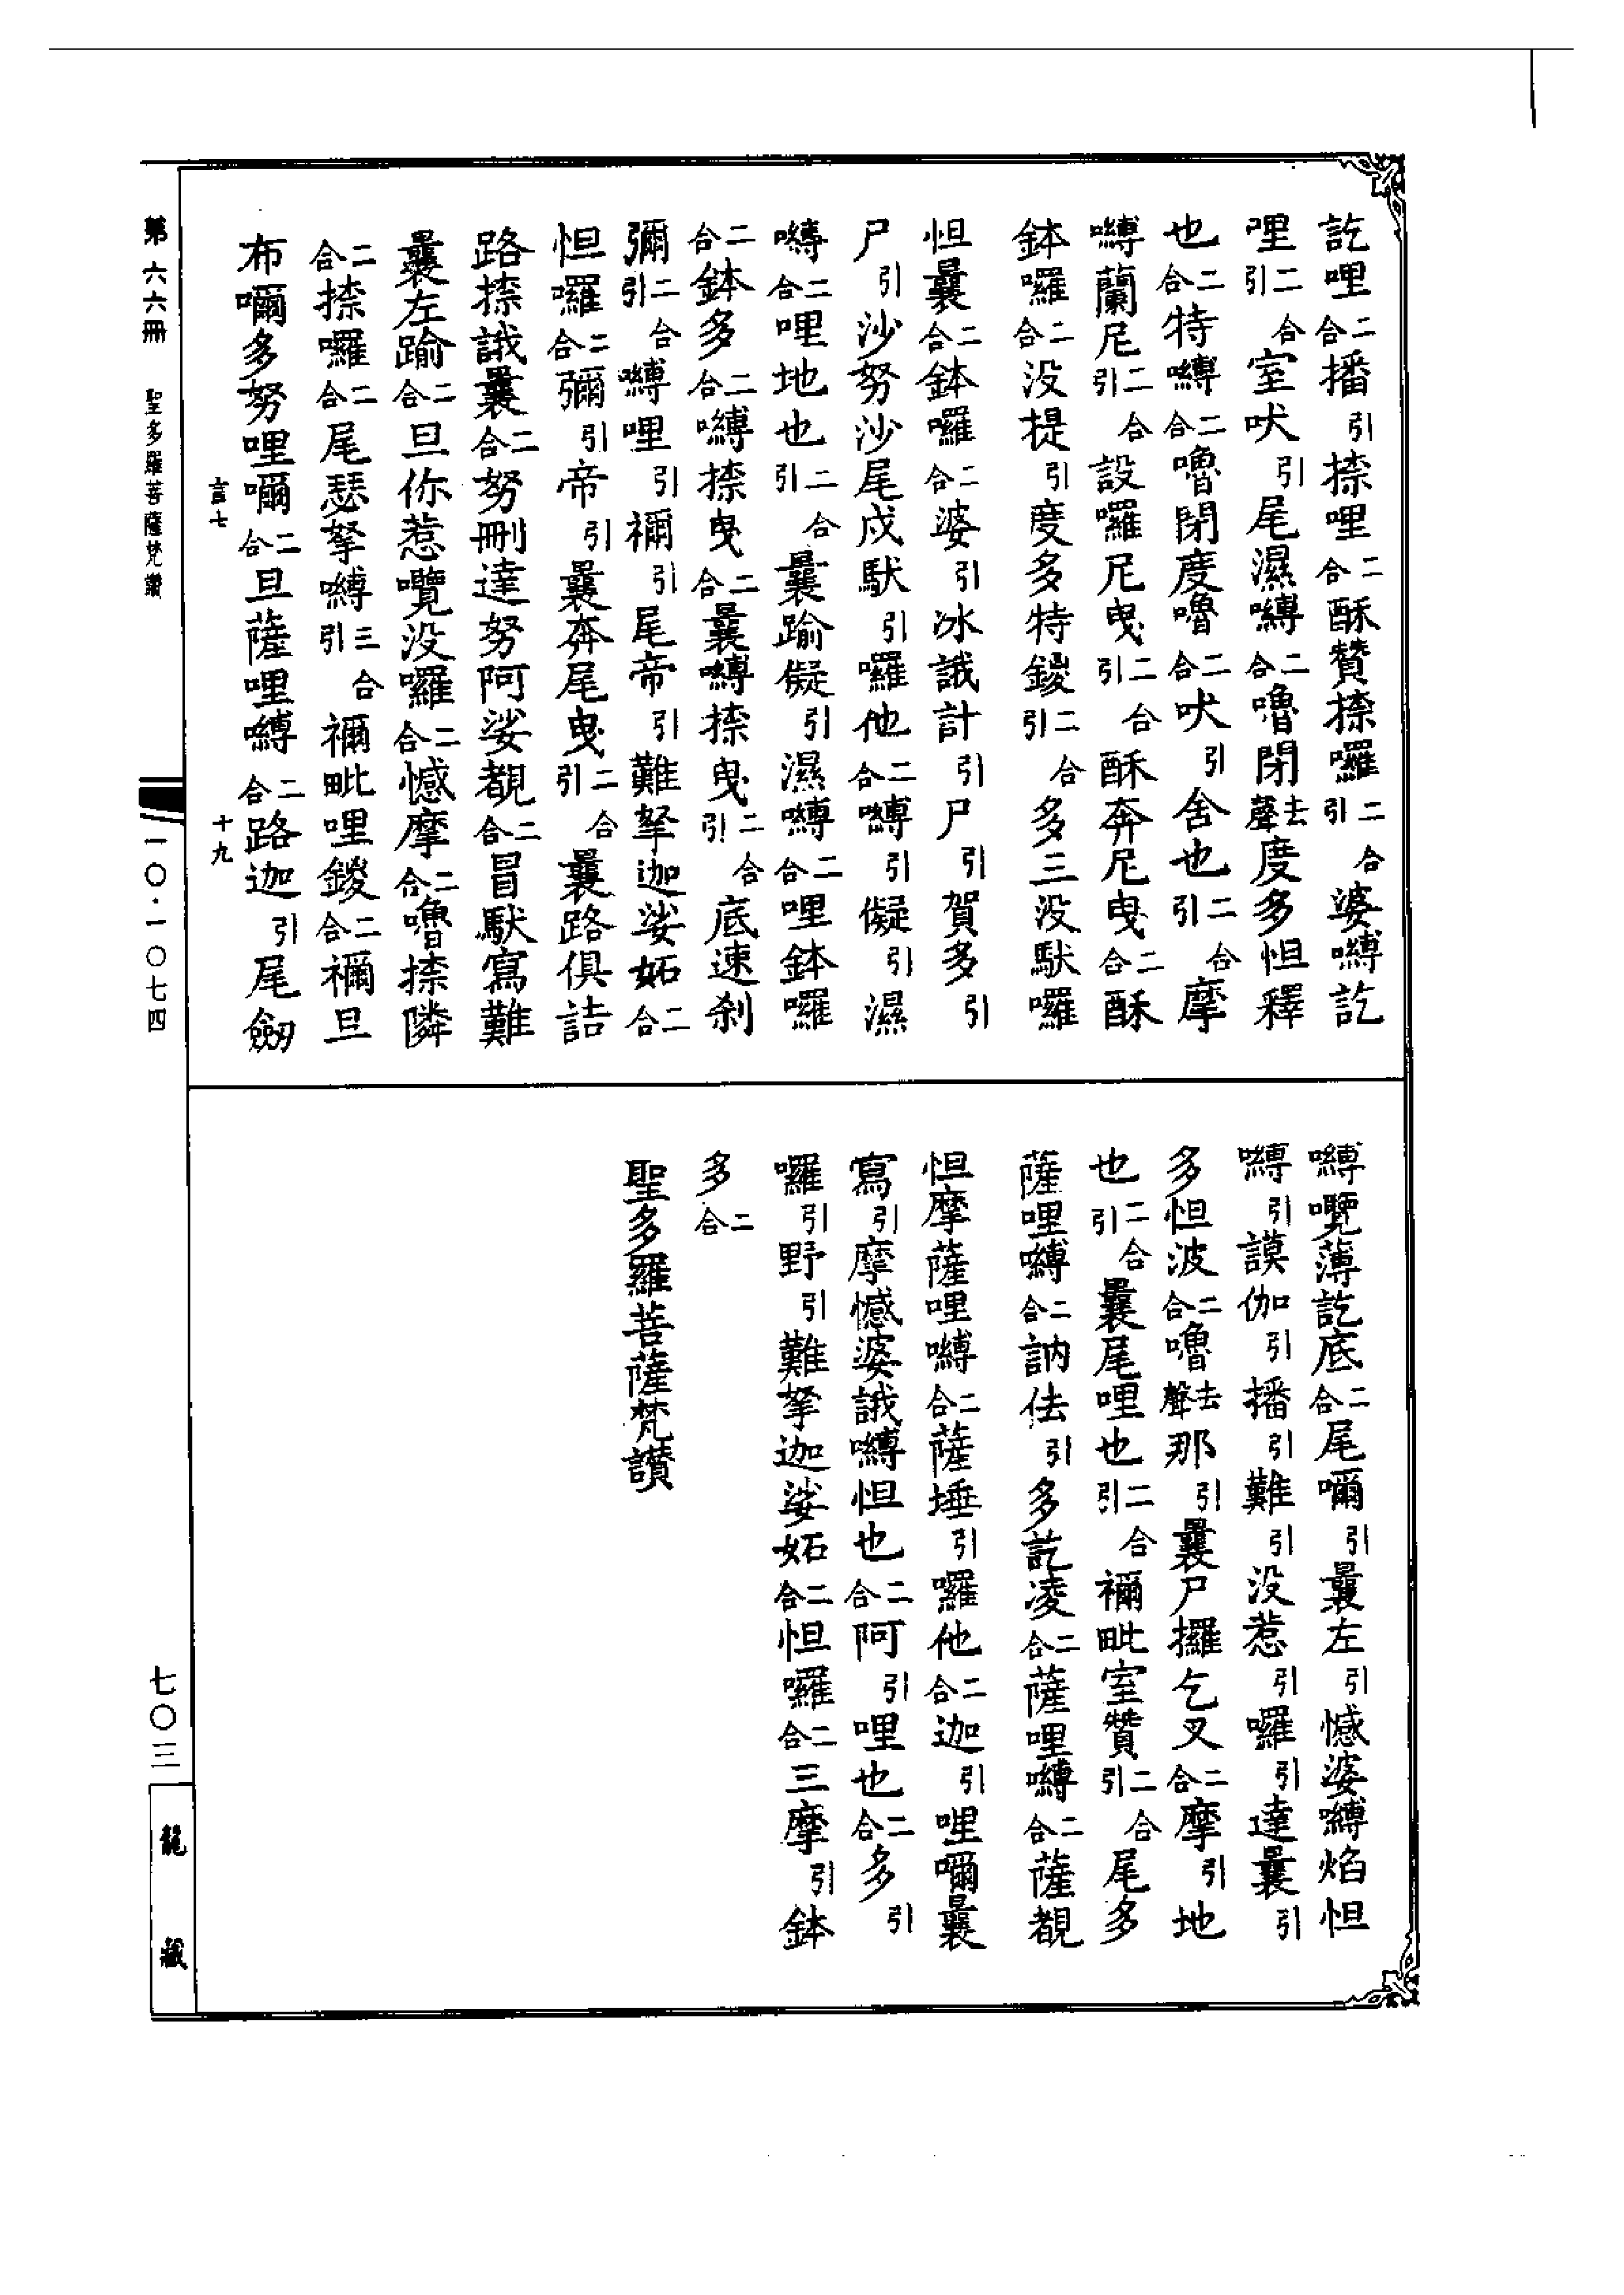 訖哩二合播引捺哩二合酥贊捺囉二合引婆嚩訖
哩二合引室吠引尾濕嚩二合嚕閉去聲度多怛釋
也二合特嚩二合嚕閉度嚕二合吠引舍也二合引摩
嚩蘭尼二合引設囉尼曳二合引酥奔尼曳二合酥
鉢囉二合没提引度多特鑁二合引多三没馱囉
怛曩二合鉢囉二合婆引冰誐計引尸引賀多引
尸引沙努沙尾戍馱引囉他二合嚩引儗引濕
嚩二合哩地也二合引曩踰儗引濕嚩二合哩鉢囉
二合鉢多二合嚩捺曳二合曩嚩捺曳二合引底速刹
彌二合引嚩哩引禰引尾帝引難拏迦娑妬二合
怛囉二合彌引帝引曩奔尾曳二合引曩路俱詰
路捺誐曩二合努刪達努阿娑覩二合冒馱寫難
曩左踰二合旦你惹嚂没囉二合憾摩二合嚕捺隣
二合捺囉二合尾瑟拏嚩三合引禰毗哩鑁二合禰旦
布嚩多努哩嚩二合旦薩哩嚩二合路迦引尾劒
嚩嚂薄訖底二合尾嚩引曩左引憾婆嚩焰怛
嚩引謨伽引播引難引没惹引囉引達曩引
多怛波二合嚕去聲那引曩尸攞乞叉二合摩引地
也二合引曩尾哩也二合引禰毗室贊二合引尾多
薩哩嚩二合訥佉引多訖凌二合薩哩嚩二合薩覩
怛摩薩哩嚩二合薩埵引囉他二合迦引哩嚩曩
寫引摩憾婆誐嚩怛也二合阿引哩也二合多引
囉引野引難拏迦娑妬二合怛囉二合三摩引鉢
多二合
聖多羅菩薩梵讚
第六六冊 聖多羅菩薩梵讚 一〇·一〇七四 七〇三
言七 十九
龍藏